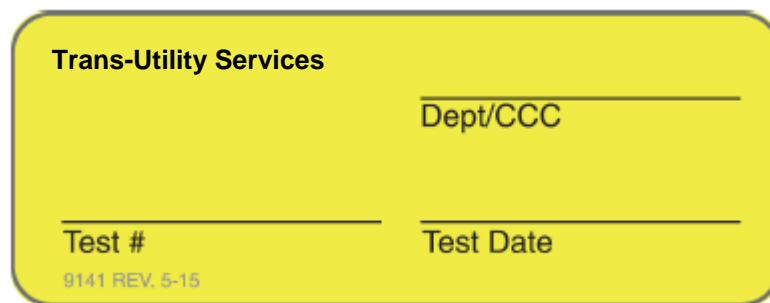 Trans-Utility Services
Dept/CCC
Test #
Test Date
9141 REV. 5-15